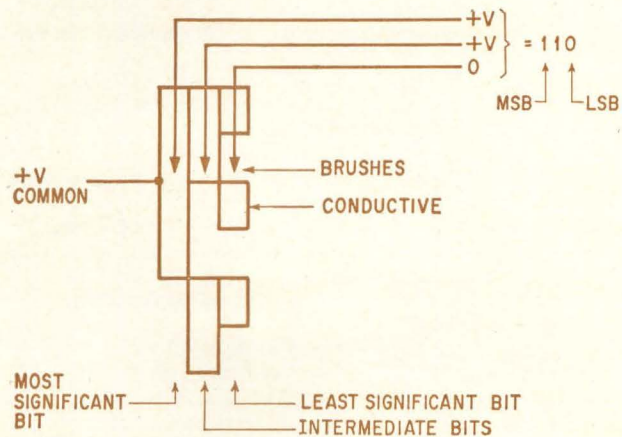 +V
+V
0
= 110
MSB
LSB
BRUSHES
+V
COMMON
CONDUCTIVE
MOST
SIGNIFICANT
BIT
LEAST SIGNIFICANT BIT
INTERMEDIATE BITS